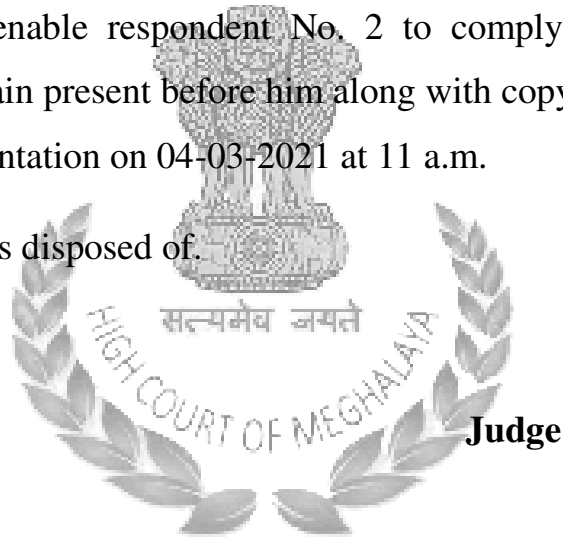 enable respondent No. 2 to comply
ain present before him along with copy
entation on 04-03-2021 at 11 a.m.
s disposed of.
सत्यमेव जयते
HIGH COURT OF MEGHALAYA
Judge